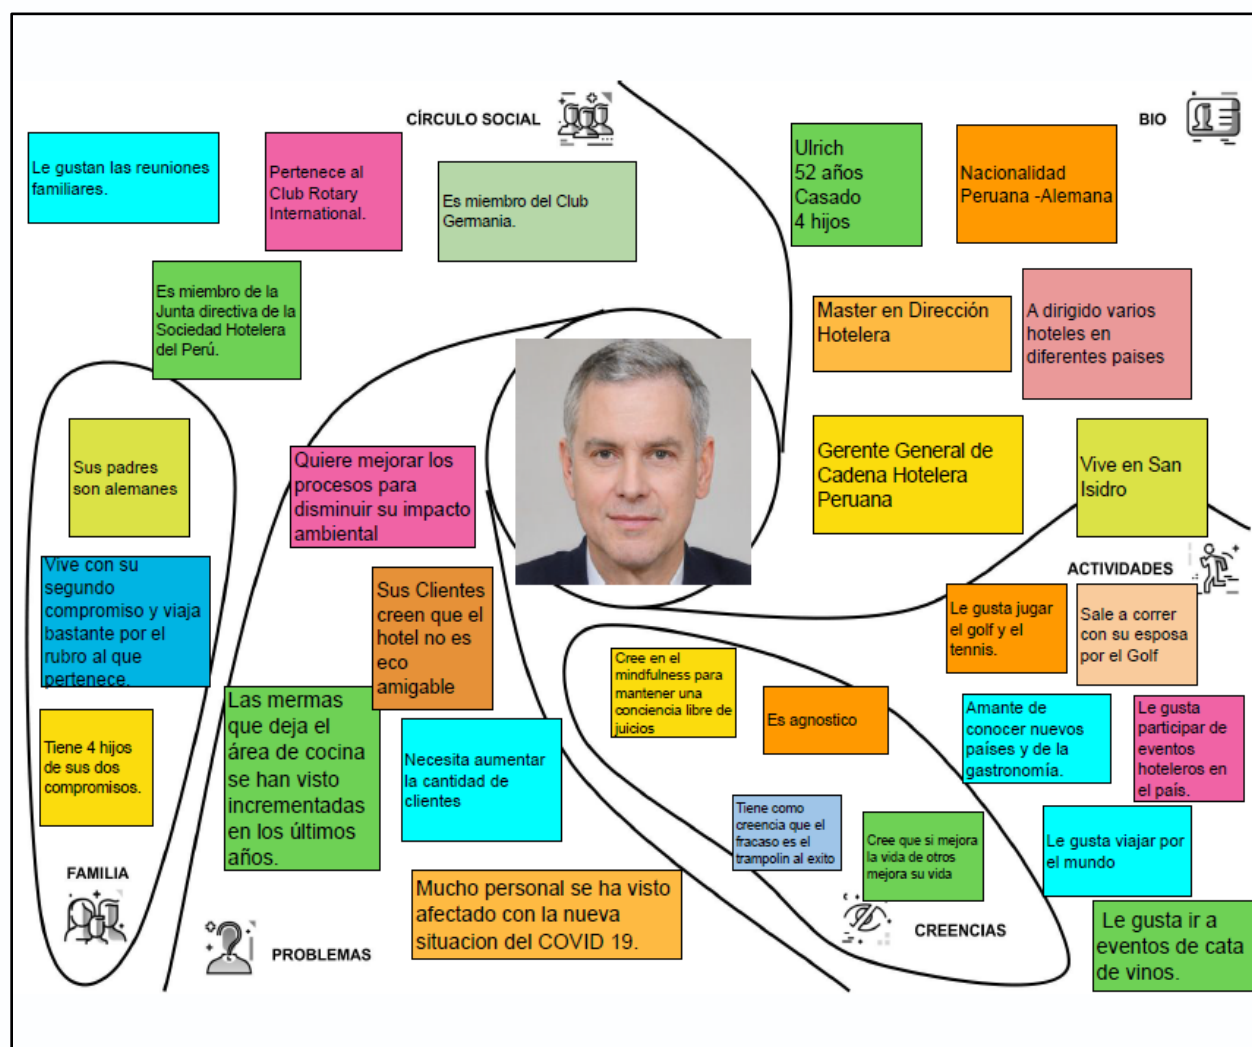 CÍRCULO SOCIAL
Le gustan las reuniones
familiares.
Pertenece al
Club Rotary
International.
Es miembro del Club
Germania.
Es miembro de la
Junta directiva de la
Sociedad Hotelera
del Perú.
BIO
Ulrich
52 años
Casado
4 hijos
Nacionalidad
Peruana -Alemana
Master en Dirección
Hotelera
A dirigido varios
hoteles en
diferentes paises
Gerente General de
Cadena Hotelera
Peruana
Vive en San
Isidro
Sus padres
son alemanes
Vive con su
segundo
compromiso y viaja
bastante por el
rubro al que
pertenece.
Tiene 4 hijos
de sus dos
compromisos.
FAMILIA
Quiere mejorar los
procesos para
disminuir su impacto
ambiental
Sus Clientes
creen que el
hotel no es
eco
amigable
Las mermas
que deja el
área de cocina
se han visto
incrementadas
en los últimos
años.
Necesita aumentar
la cantidad de
clientes
Mucho personal se ha visto
afectado con la nueva
situacion del COVID 19.
PROBLEMAS
Cree en el
mindfulness para
mantener una
conciencia libre de
juicios
Es agnostico
Tiene como
creencia que el
fracaso es el
trampolin al exito
Cree que si mejora
la vida de otros
mejora su vida
CREENCIAS
ACTIVIDADES
Le gusta jugar
el golf y el
tennis.
Sale a correr
con su esposa
por el Golf
Amante de
conocer nuevos
países y de la
gastronomía.
Le gusta
participar de
eventos
hoteleros en
el país.
Le gusta viajar por
el mundo
Le gusta ir a
eventos de cata
de vinos.